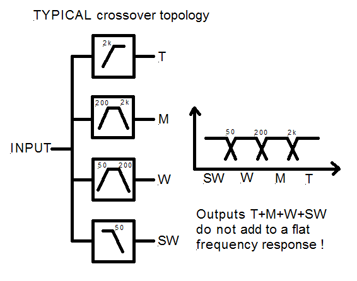 TYPICAL crossover topology
2k
T
200 2k
M
INPUT
50 200
W
50
SW
50 200 2k
SW W M T
Outputs T+M+W+SW
do not add to a flat
frequency response !